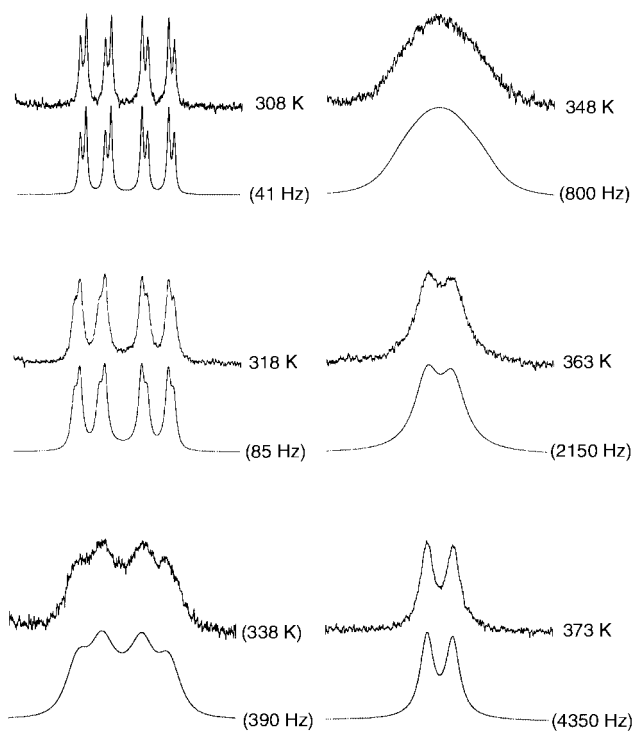 308 K
(41 Hz)
318 K
(85 Hz)
(338 K)
(390 Hz)
348 K
(800 Hz)
363 K
(2150 Hz)
373 K
(4350 Hz)